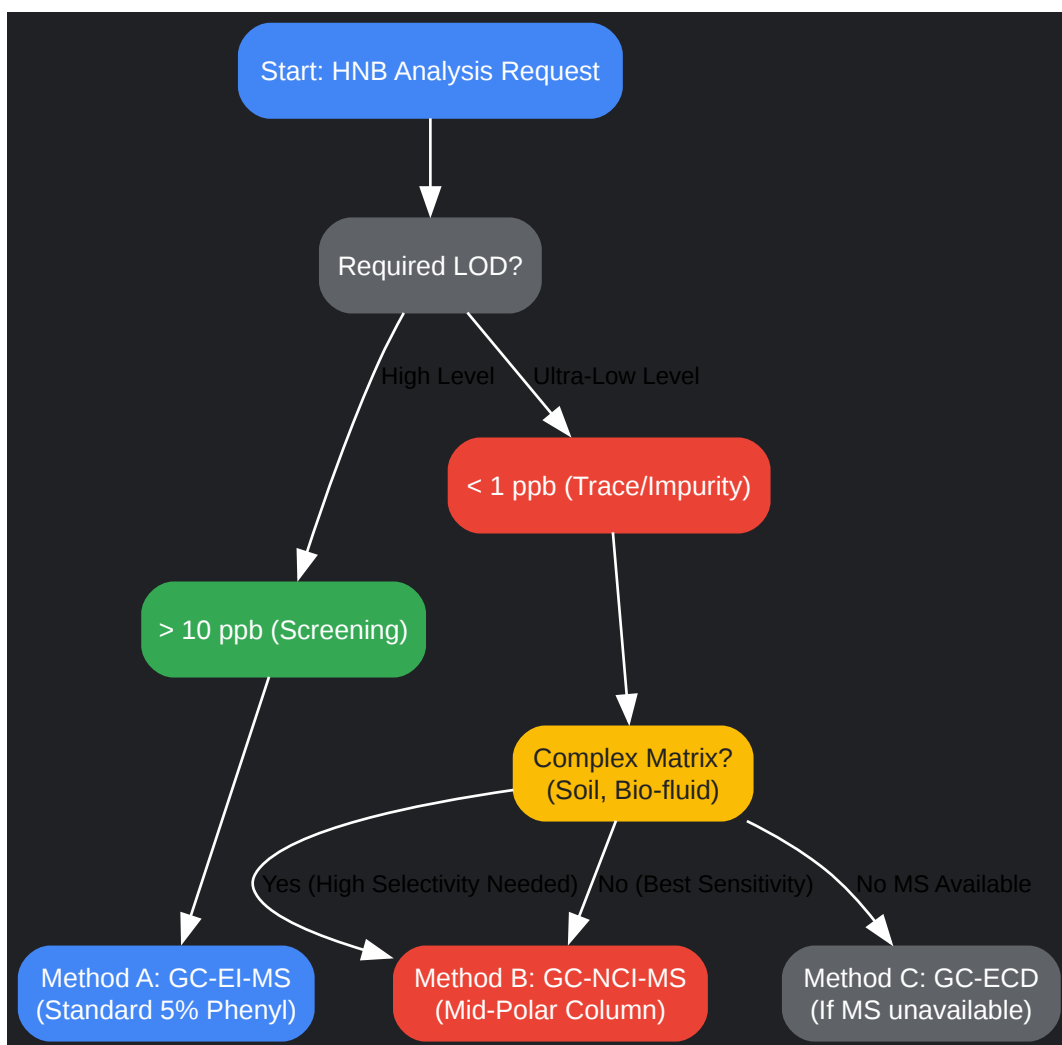 Start: HNB Analysis Request
Required LOD?
High Level
Ultra-Low Level
< 1 ppb (Trace/Impurity)
> 10 ppb (Screening)
Complex Matrix?
(Soil, Bio-fluid)
Yes (High Selectivity Needed)
No (Best Sensitivity)
No MS Available
Method A: GC-EI-MS
(Standard 5% Phenyl)
Method B: GC-NCI-MS
(Mid-Polar Column)
Method C: GC-ECD
(If MS unavailable)